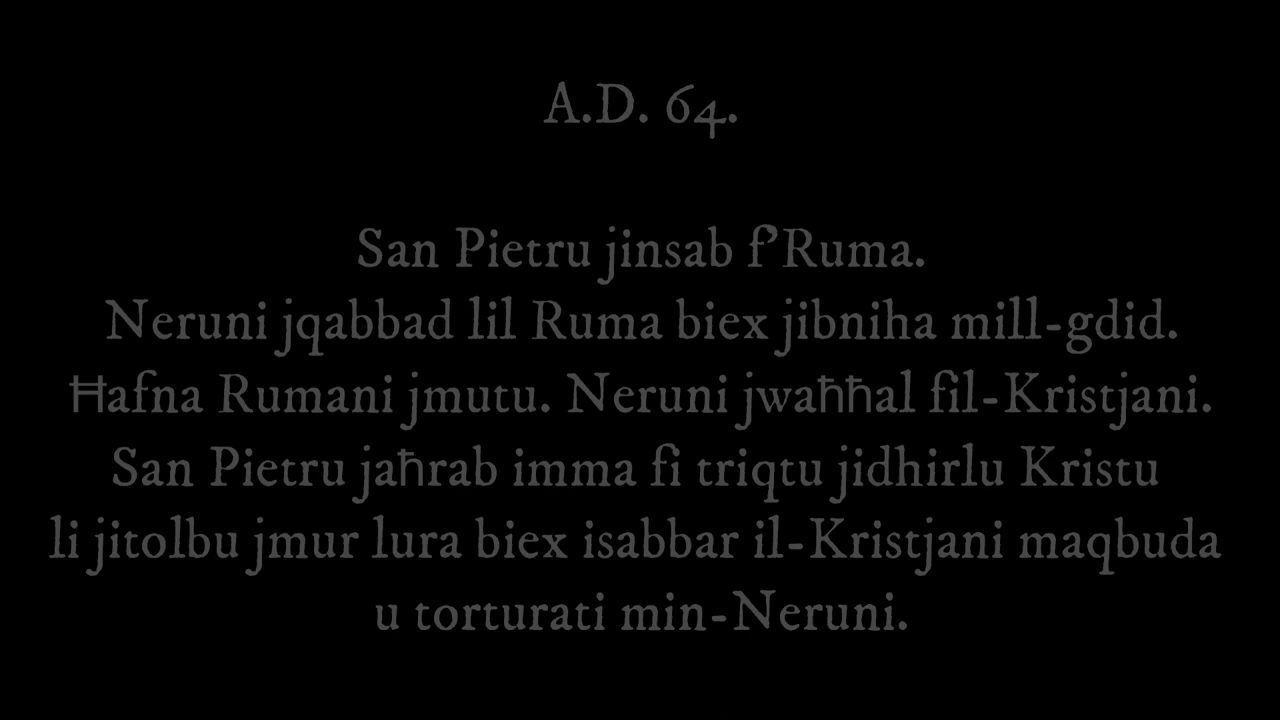 A.D. 64.
San Pietru jinsab f'Ruma.
Neruni jqabbad lil Ruma biex jibniha mill-gdid.
Ħafna Rumani jmutu. Neruni jwaħħal fil-Kristjani.
San Pietru jaħrab imma fi triqtu jidhirlu Kristu
li jitolbu jmur lura biex isabbar il-Kristjani maqbuda
u torturati min-Neruni.